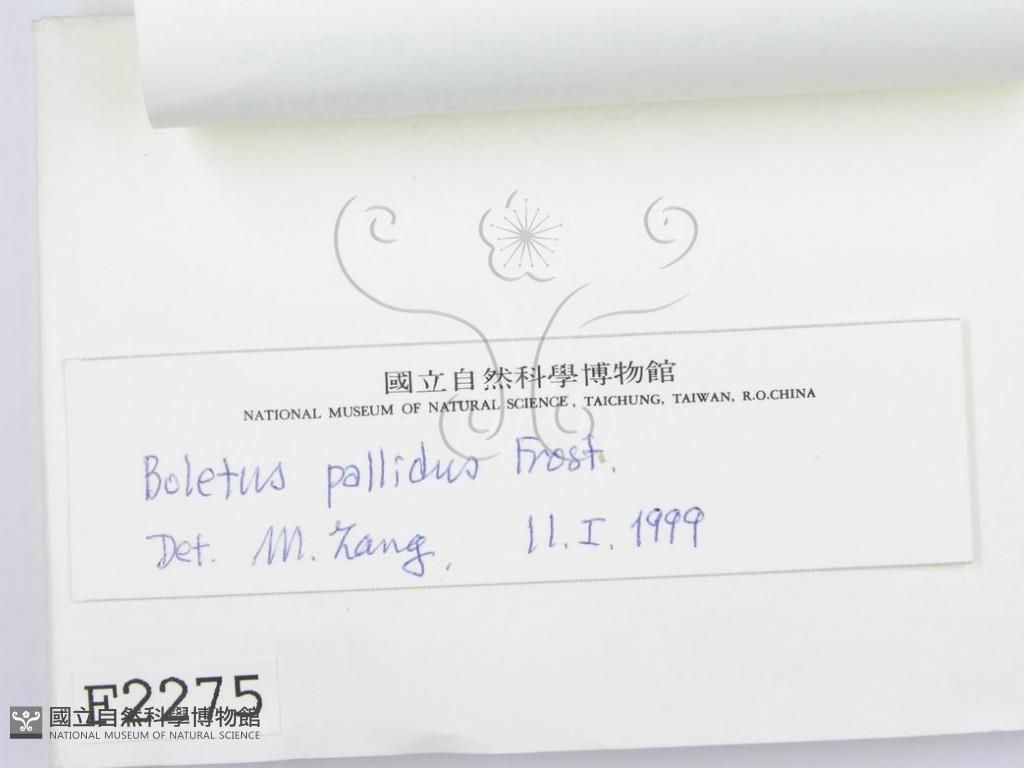 國立自然科學博物館
NATIONAL MUSEUM OF NATURAL SCIENCE, TAICHUNG, TAIWAN, R.O.CHINA
Boletus pallidus Frost.
Det. M. Zang. 11.I.1999
F2275
國立自然科學博物館
NATIONAL MUSEUM OF NATURAL SCIENCE